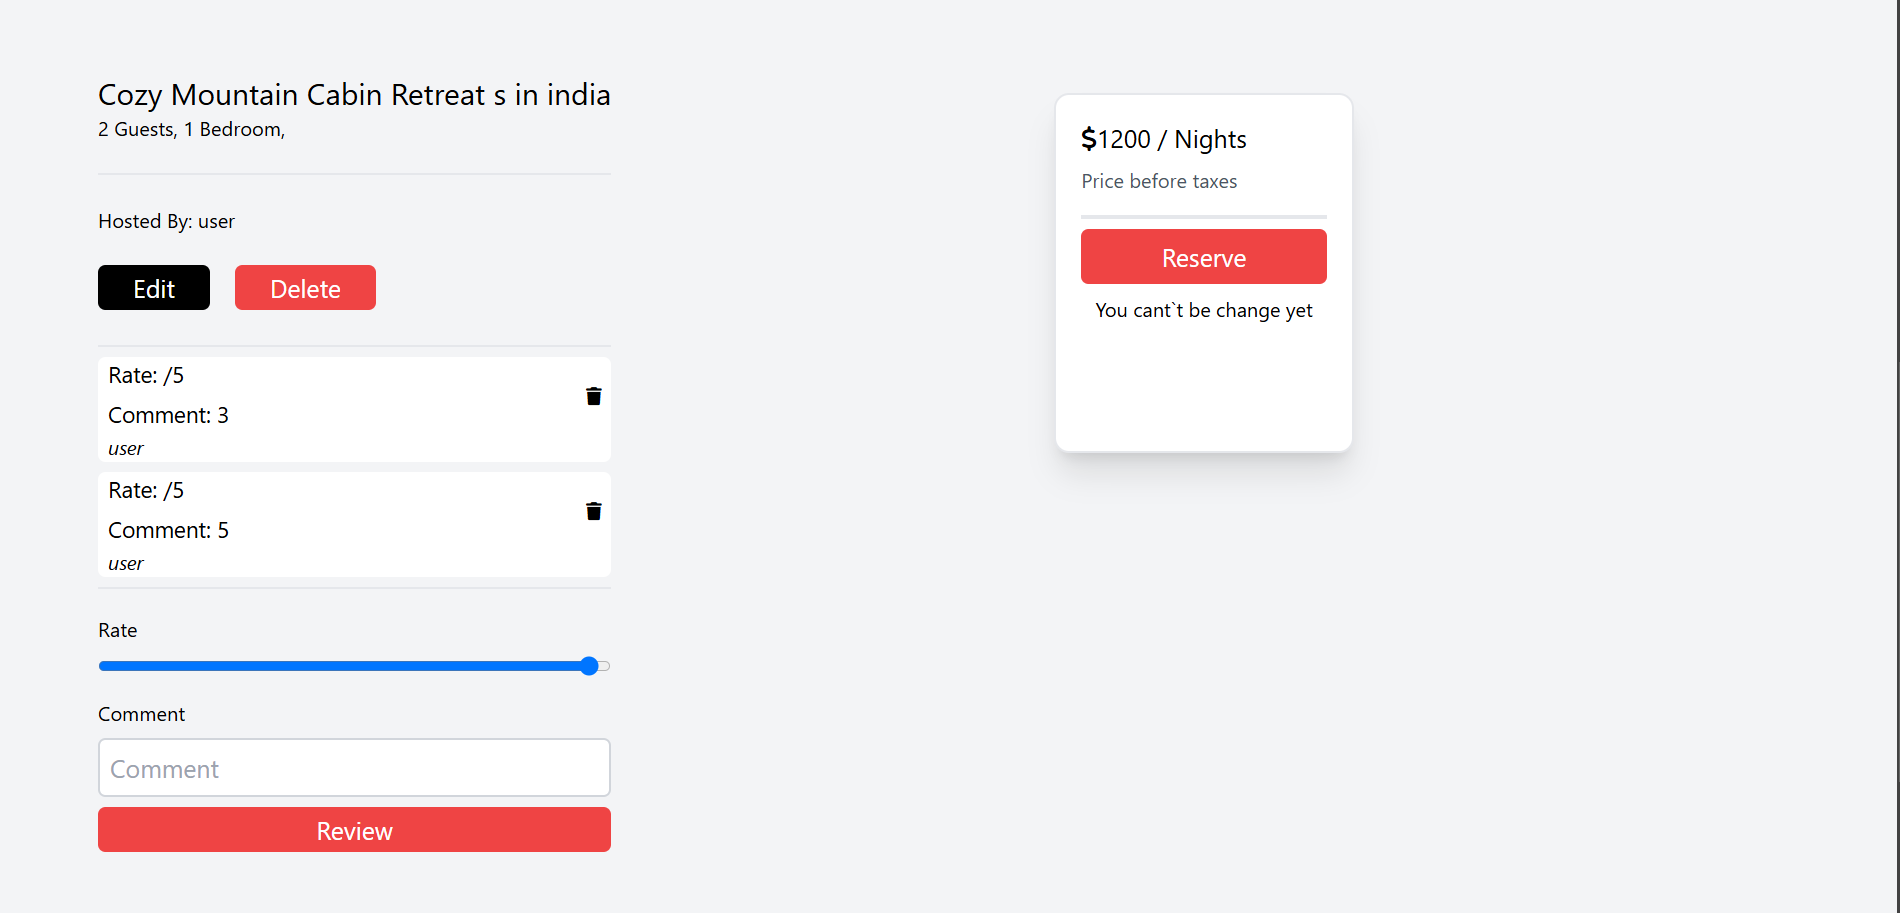 Cozy Mountain Cabin Retreat s in india
2 Guests, 1 Bedroom,
Hosted By: user
Edit
Delete
Rate: /5
Comment: 3
user
Rate: /5
Comment: 5
user
Rate
Comment
Comment
Review
$1200 / Nights
Price before taxes
Reserve
You cant`t be change yet